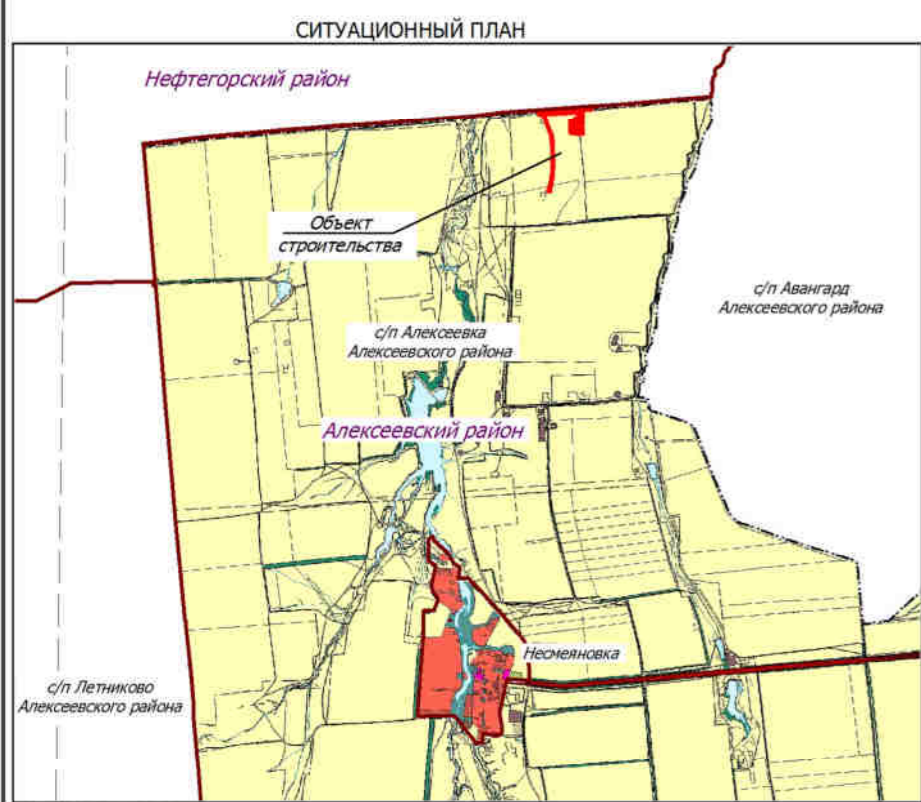 СИТУАЦИОННЫЙ ПЛАН
Нефтегорский район
Объект
строительства
с/п Авангард
Алексеевского района
с/п Алексеевка
Алексеевского района
Алексеевский район
Несмеяновка
с/п Летниково
Алексеевского района